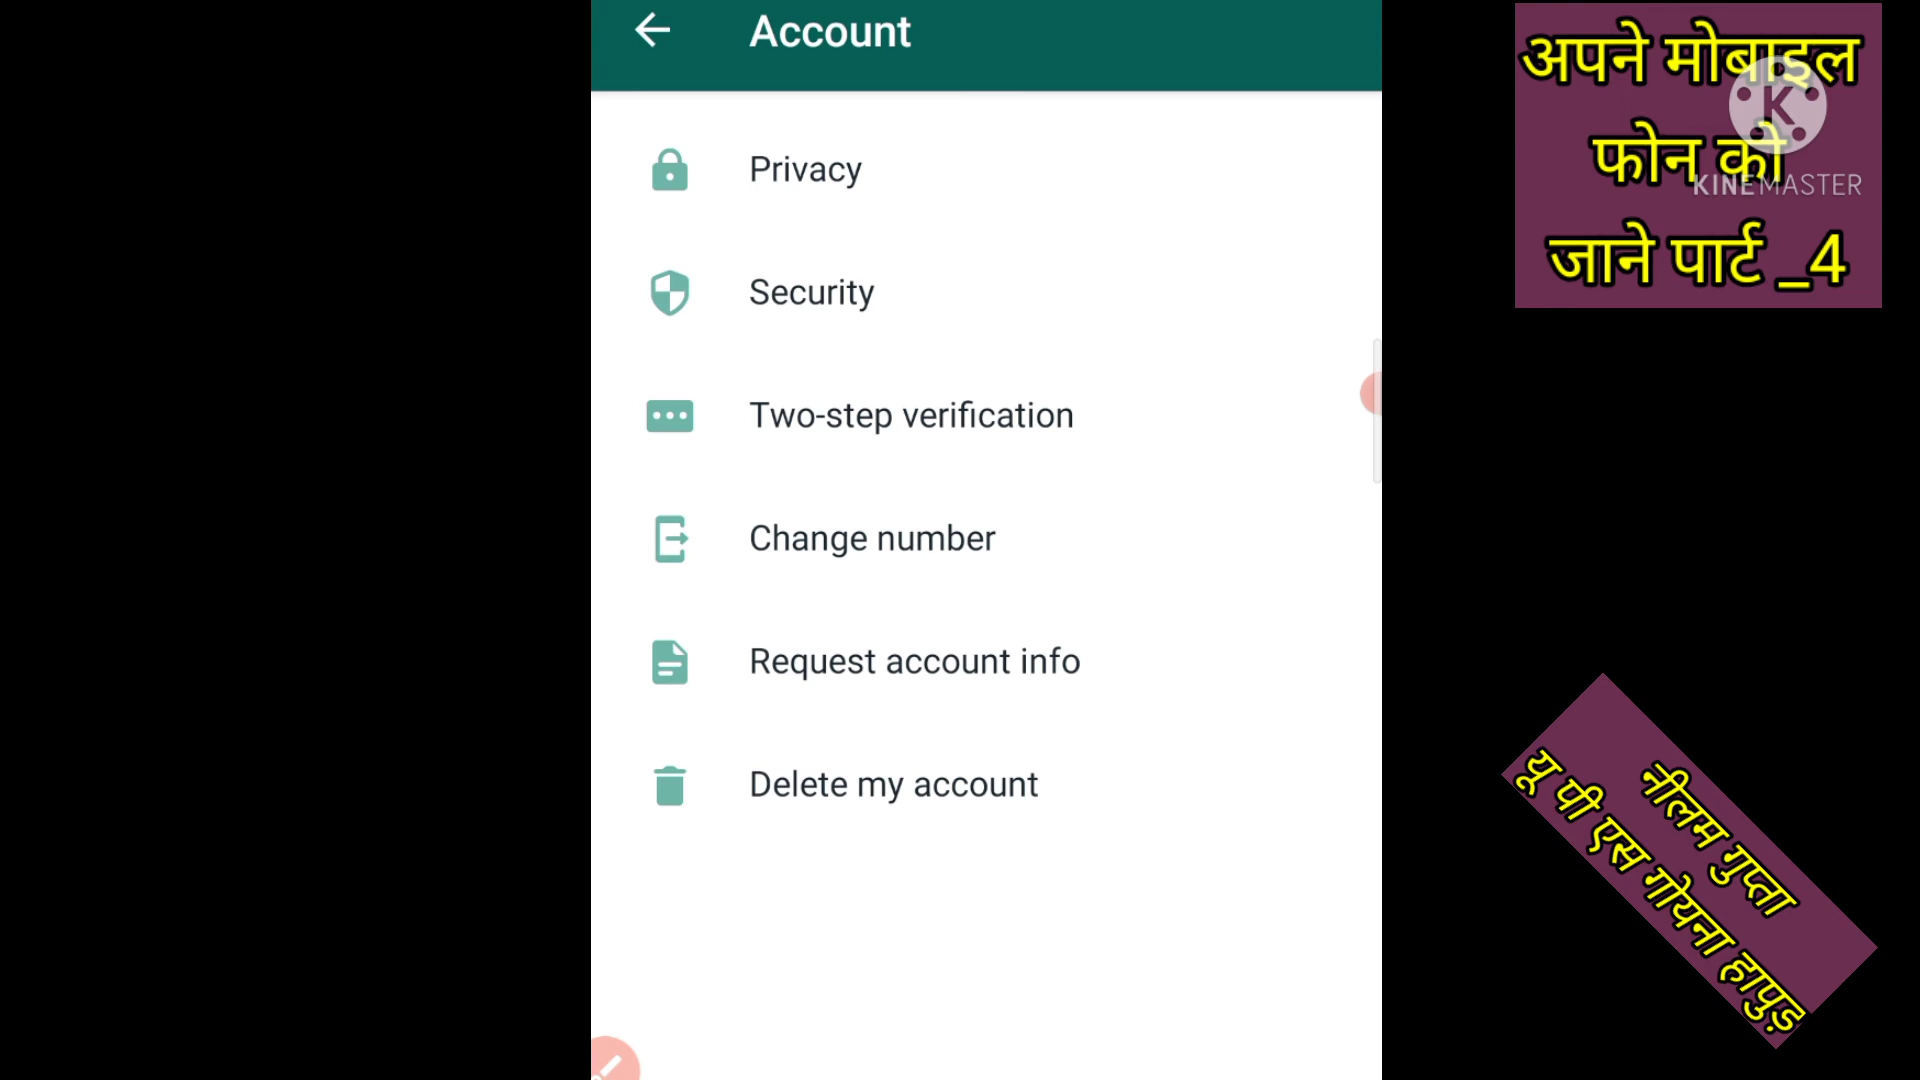 Account
Privacy
Security
Two-step verification
Change number
Request account info
Delete my account
अपने मोबाइल
फोन को
जाने पार्ट _4
K
KINEMASTER
नीलम गुप्ता
यू पी एस गोयना हापुड़